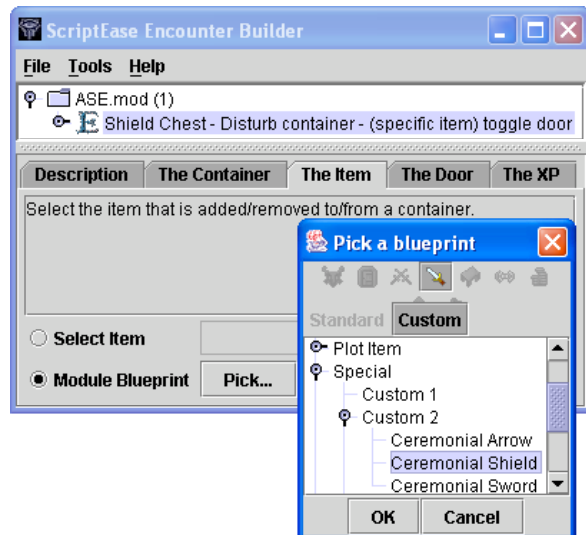 ScriptEase Encounter Builder
File Tools Help
ASE.mod (1)
Shield Chest - Disturb container - (specific item) toggle door
Description The Container The Item The Door The XP
Select the item that is added/removed to/from a container.
Select Item
Module Blueprint Pick...
Pick a blueprint
Standard Custom
Plot Item
Special
Custom 1
Custom 2
Ceremonial Arrow
Ceremonial Shield
Ceremonial Sword
OK Cancel